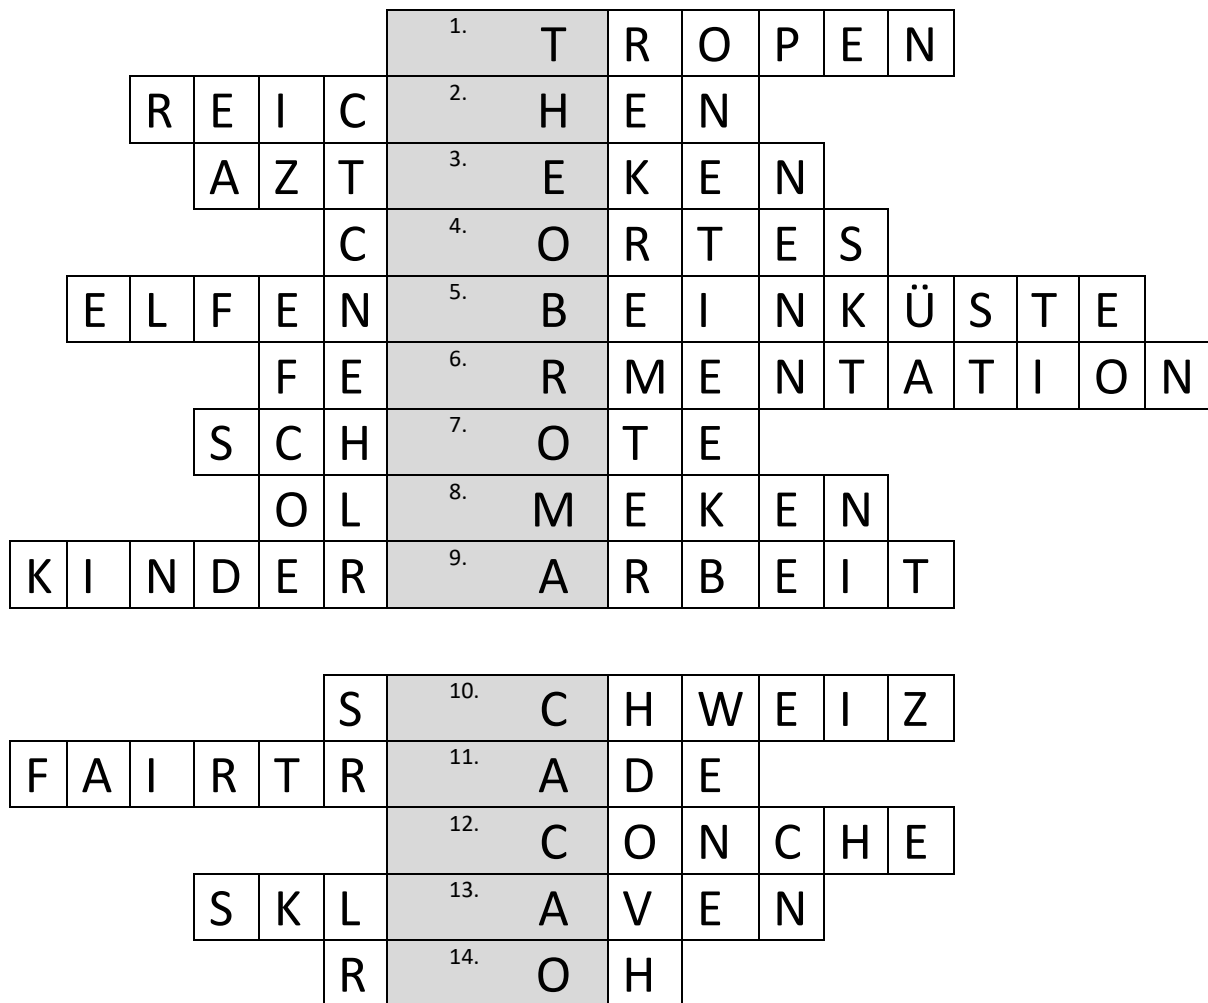 1. TROPEN
REIC 2. HEN
AZT 3. EKEN
C 4. ORTES
ELFEN 5. BEINKÜSTE
FE 6. RMENTATION
SCH 7. OTE
OL 8. MEKEN
KINDER 9. ARBEIT
S 10. CHWEIZ
FAIRTR 11. ADE
12. CONCHE
SKL 13. AVEN
R 14. OH